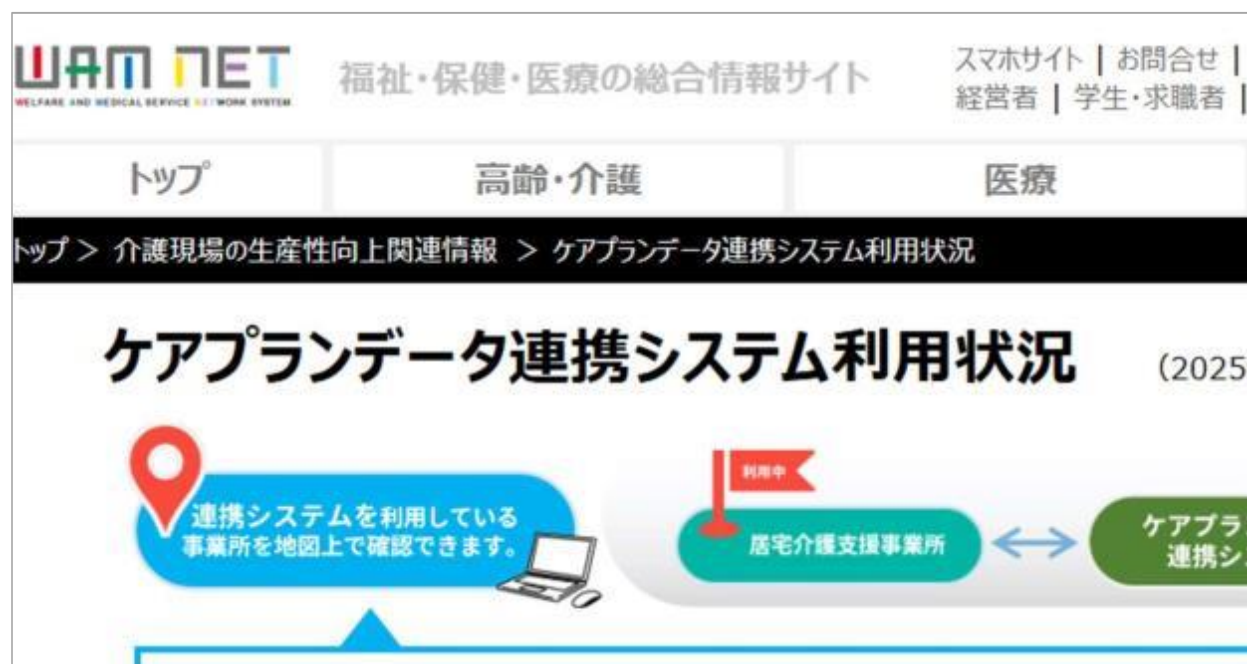 WAM NET
WELFARE AND MEDICAL SERVICE NETWORK SYSTEM
福祉・保健・医療の総合情報サイト
スマホサイト | お問合せ |
経営者 | 学生・求職者 |
トップ
高齢・介護
医療
トップ > 介護現場の生産性向上関連情報 > ケアプランデータ連携システム利用状況
ケアプランデータ連携システム利用状況
(2025
連携システムを利用している
事業所を地図上で確認できます。
利用中
居宅介護支援事業所
ケアプラ
連携シ